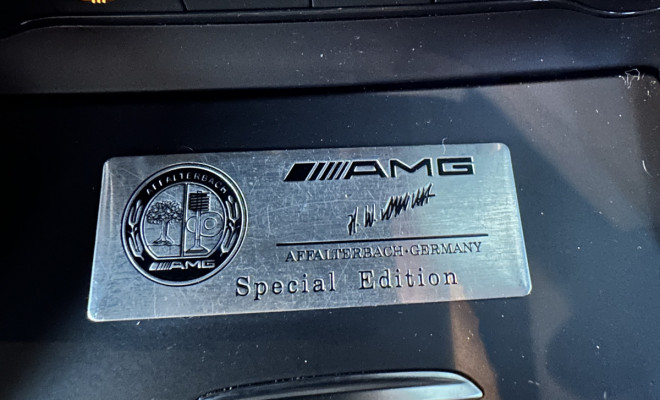 AFFALTERBACH
AMG
AMG
AFFALTERBACH·GERMANY
Special Edition